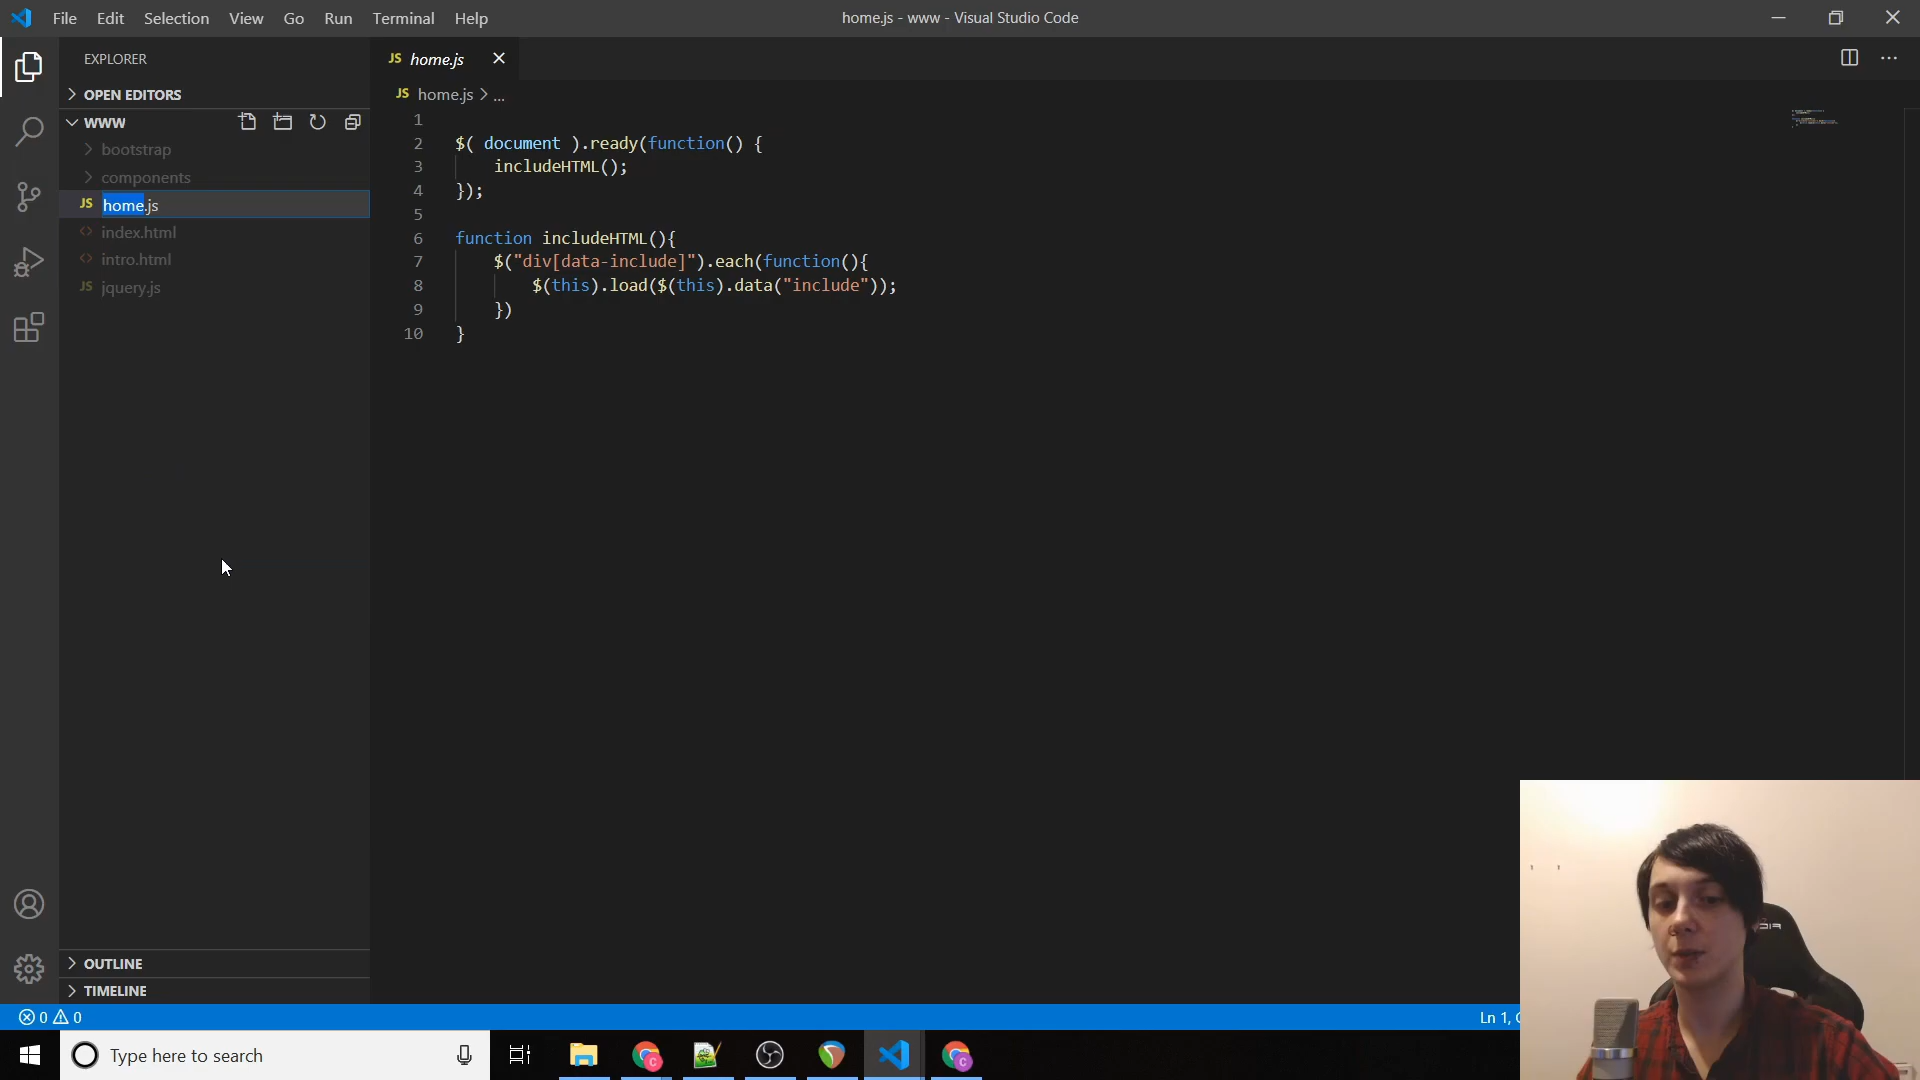 File Edit Selection View Go Run Terminal Help
home.js - www - Visual Studio Code
EXPLORER
OPEN EDITORS
WWW
bootstrap
components
JS home.js
index.html
intro.html
JS jquery.js
OUTLINE
TIMELINE
JS home.js
JS home.js > ...
1
2 $( document ).ready(function() {
3 includeHTML();
4 });
5
6 function includeHTML(){
7 $("div[data-include]").each(function(){
8 $(this).load($(this).data("include"));
9 })
10 }
0 0
Ln 1,
Type here to search